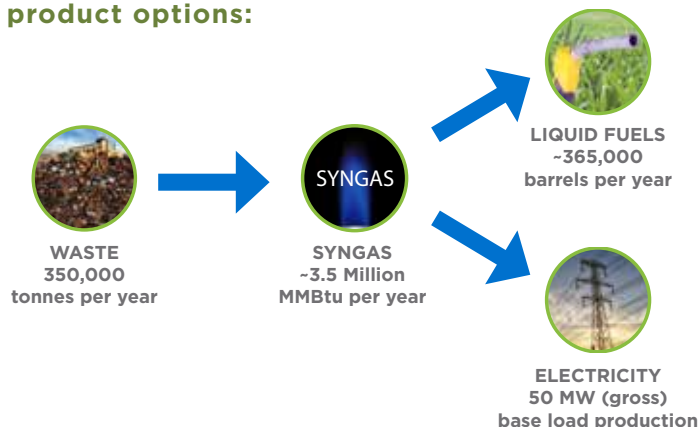 product options:
LIQUID FUELS
~365,000
barrels per year
SYNGAS
WASTE
350,000
tonnes per year
SYNGAS
~3.5 Million
MMBtu per year
ELECTRICITY
50 MW (gross)
base load production